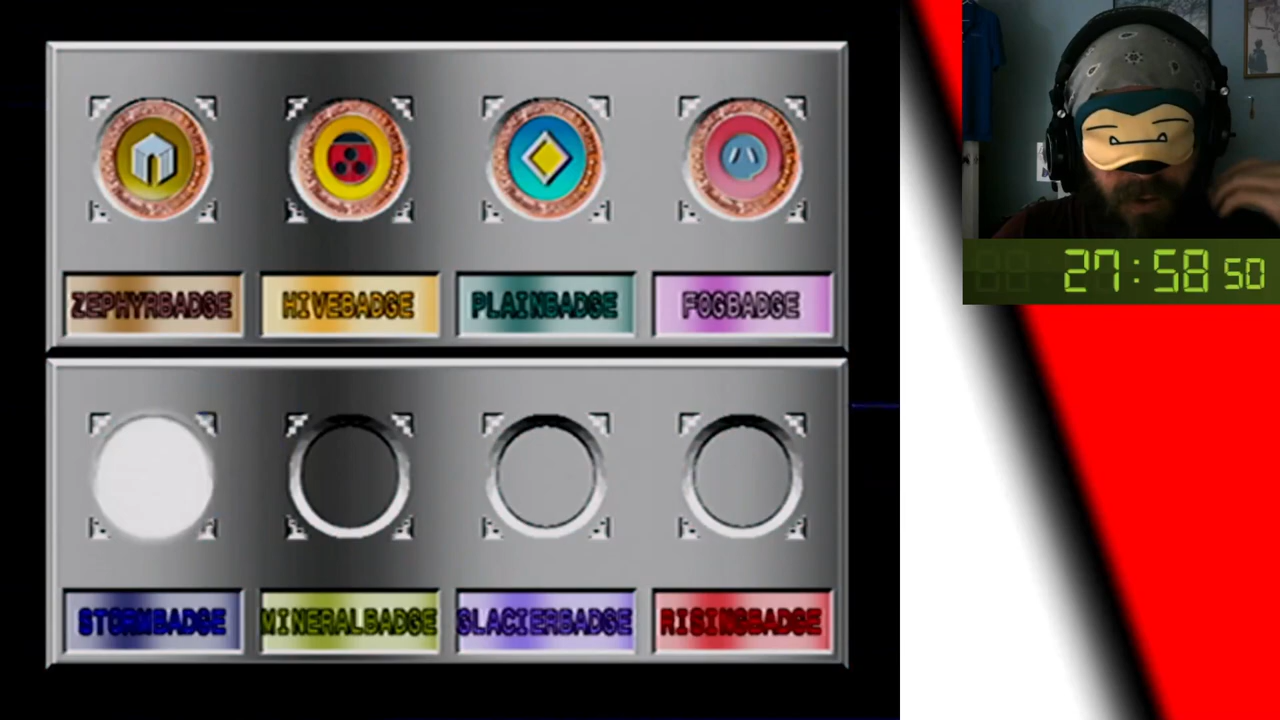 ZEPHYRBADGE HIVEBADGE PLAINBADGE FOGBADGE
STORMBADGE MINERALBADGE GLACIERBADGE RISINGBADGE
27:58 50